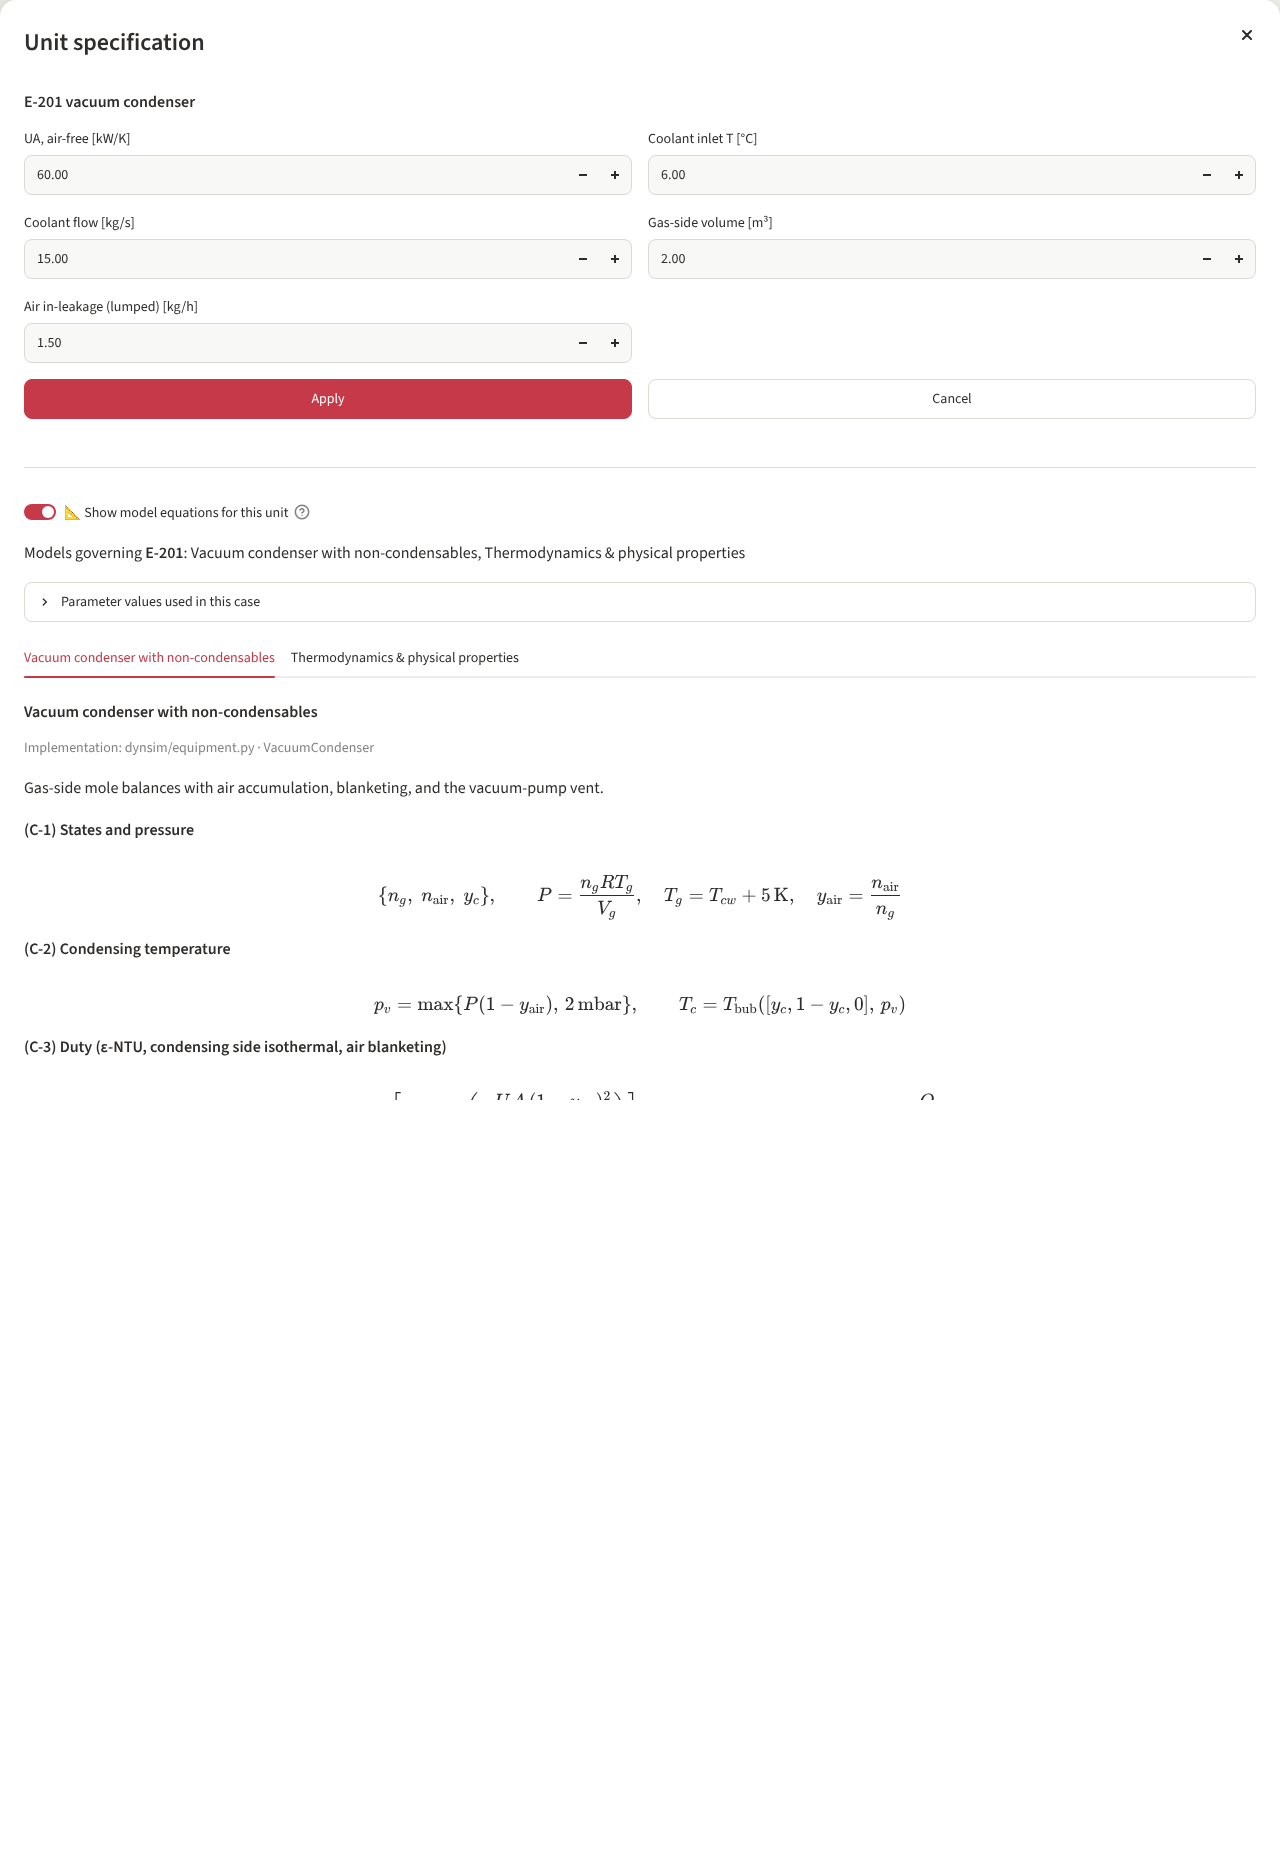 Unit specification
E-201 vacuum condenser
UA, air-free [kW/K]
Coolant inlet T [°C]
60.00
6.00
Coolant flow [kg/s]
Gas-side volume [m³]
15.00
2.00
Air in-leakage (lumped) [kg/h]
1.50
Apply
Cancel
📐 Show model equations for this unit
Models governing E-201: Vacuum condenser with non-condensables, Thermodynamics & physical properties
Parameter values used in this case
Vacuum condenser with non-condensables
Thermodynamics & physical properties
Vacuum condenser with non-condensables
Implementation: dynsim/equipment.py · VacuumCondenser
Gas-side mole balances with air accumulation, blanketing, and the vacuum-pump vent.
(C-1) States and pressure
{n_g, n_air, y_c}, P = n_g R T_g / V_g, T_g = T_cw + 5 K, y_air = n_air / n_g
(C-2) Condensing temperature
p_v = max{P(1 − y_air), 2 mbar}, T_c = T_bub([y_c, 1 − y_c, 0], p_v)
(C-3) Duty (ε-NTU, condensing side isothermal, air blanketing)